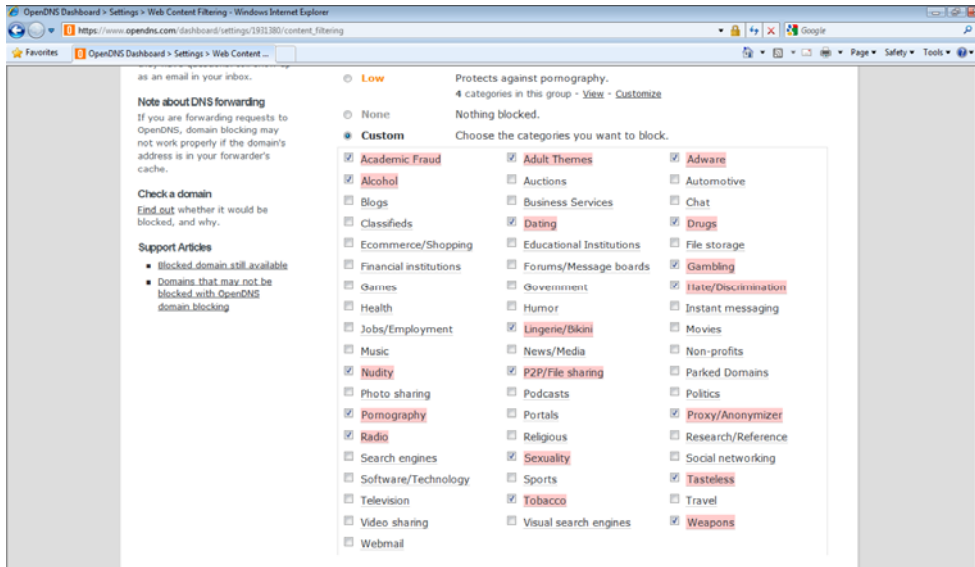 OpenDNS Dashboard > Settings > Web Content Filtering - Windows Internet Explorer
https://www.opendns.com/dashboard/settings/1931380/content_filtering
Google
Favorites OpenDNS Dashboard > Settings > Web Content ... Page Safety Tools
as an email in your inbox.
Note about DNS forwarding
If you are forwarding requests to
OpenDNS, domain blocking may
not work properly if the domain's
address is in your forwarder's
cache.
Check a domain
Find out whether it would be
blocked, and why.
Support Articles
Blocked domain still available
Domains that may not be
blocked with OpenDNS
domain blocking
Low Protects against pornography.
4 categories in this group - View - Customize
None Nothing blocked.
Custom Choose the categories you want to block.
Academic Fraud Adult Themes Adware
Alcohol Auctions Automotive
Blogs Business Services Chat
Classifieds Dating Drugs
Ecommerce/Shopping Educational Institutions File storage
Financial institutions Forums/Message boards Gambling
Games Government Hate/Discrimination
Health Humor Instant messaging
Jobs/Employment Lingerie/Bikini Movies
Music News/Media Non-profits
Nudity P2P/File sharing Parked Domains
Photo sharing Podcasts Politics
Pornography Portals Proxy/Anonymizer
Radio Religious Research/Reference
Search engines Sexuality Social networking
Software/Technology Sports Tasteless
Television Tobacco Travel
Video sharing Visual search engines Weapons
Webmail